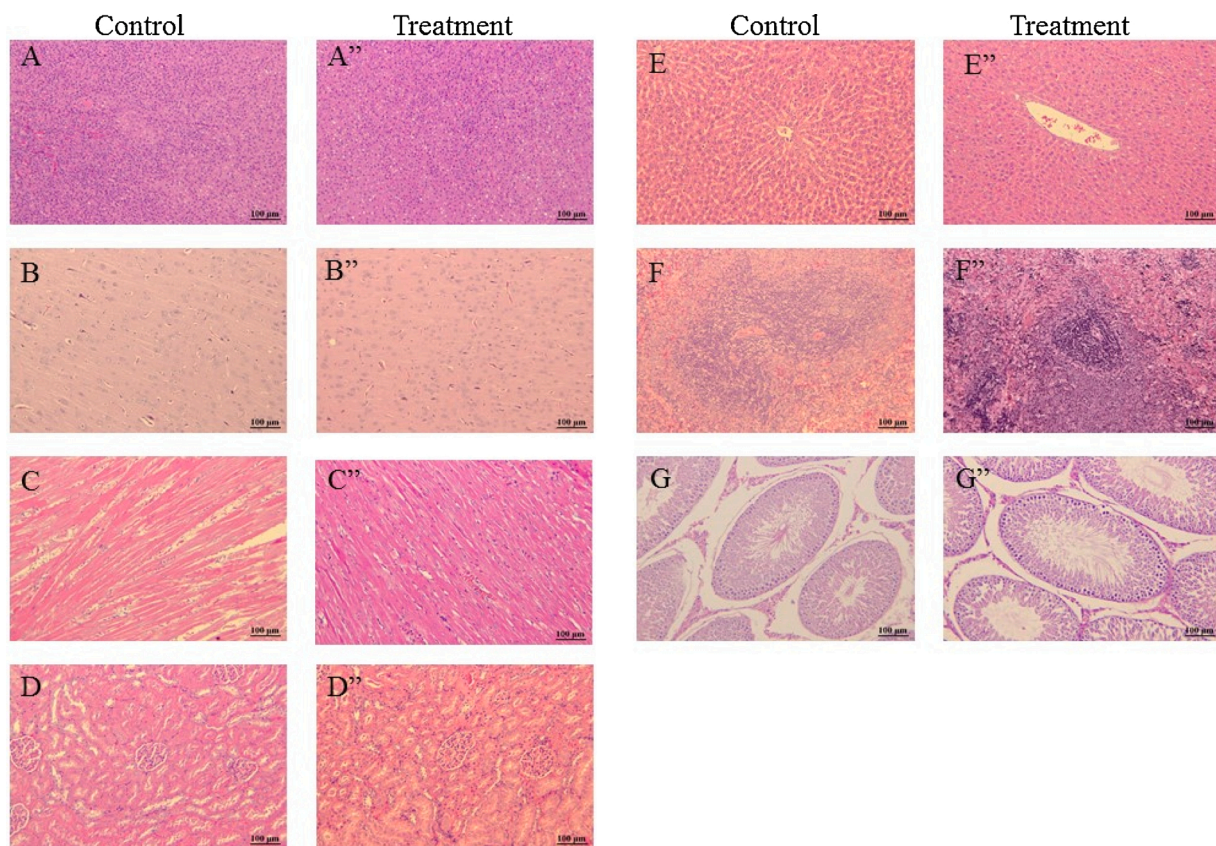 Control Treatment Control Treatment
A A” E E”
100 µm 100 µm 100 µm 100 µm
B B” F F”
100 µm 100 µm 100 µm 100 µm
C C” G G”
100 µm 100 µm 100 µm 100 µm
D D”
100 µm 100 µm